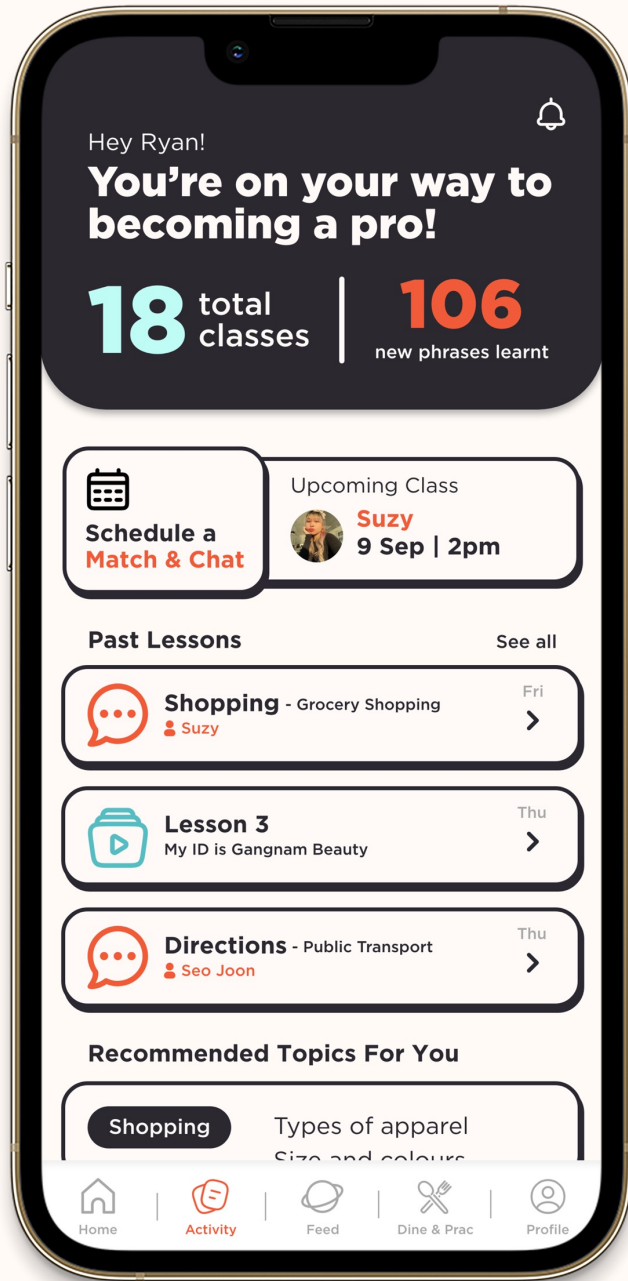 Hey Ryan!
You're on your way to
becoming a pro!
18 total
classes
106
new phrases learnt
Schedule a
Match & Chat
Upcoming Class
Suzy
9 Sep | 2pm
Past Lessons
See all
Shopping - Grocery Shopping
Suzy
Fri
Lesson 3
My ID is Gangnam Beauty
Thu
Directions - Public Transport
Seo Joon
Thu
Recommended Topics For You
Shopping
Types of apparel
Size and colours
Home
Activity
Feed
Dine & Prac
Profile